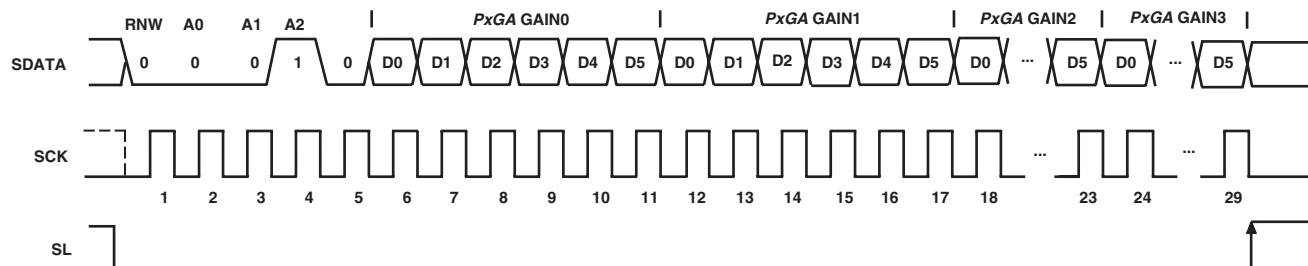 PxGA GAIN0 PxGA GAIN1 PxGA GAIN2 PxGA GAIN3
RNW A0 A1 A2
SDATA 0 0 0 1 0 D0 D1 D2 D3 D4 D5 D0 D1 D2 D3 D4 D5 D0 ... D5 D0 ... D5
SCK ... ...
1 2 3 4 5 6 7 8 9 10 11 12 13 14 15 16 17 18 23 24 29
SL